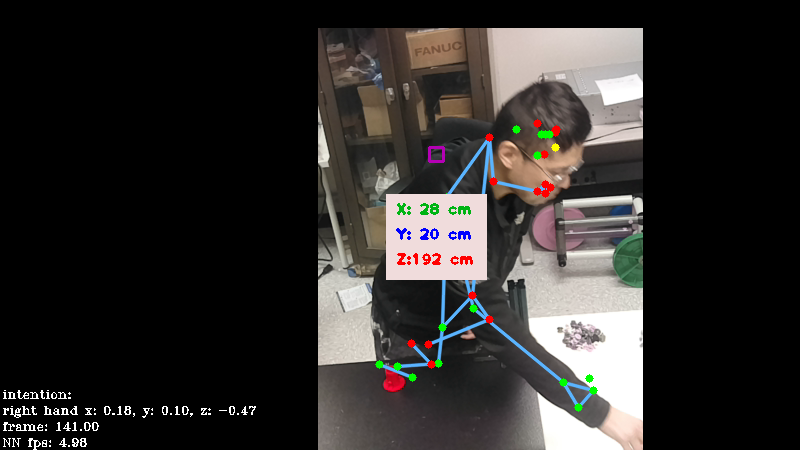 FANUC
X: 28 cm
Y: 20 cm
Z:192 cm
intention:
right hand x: 0.18, y: 0.10, z: -0.47
frame: 141.00
NN fps: 4.98